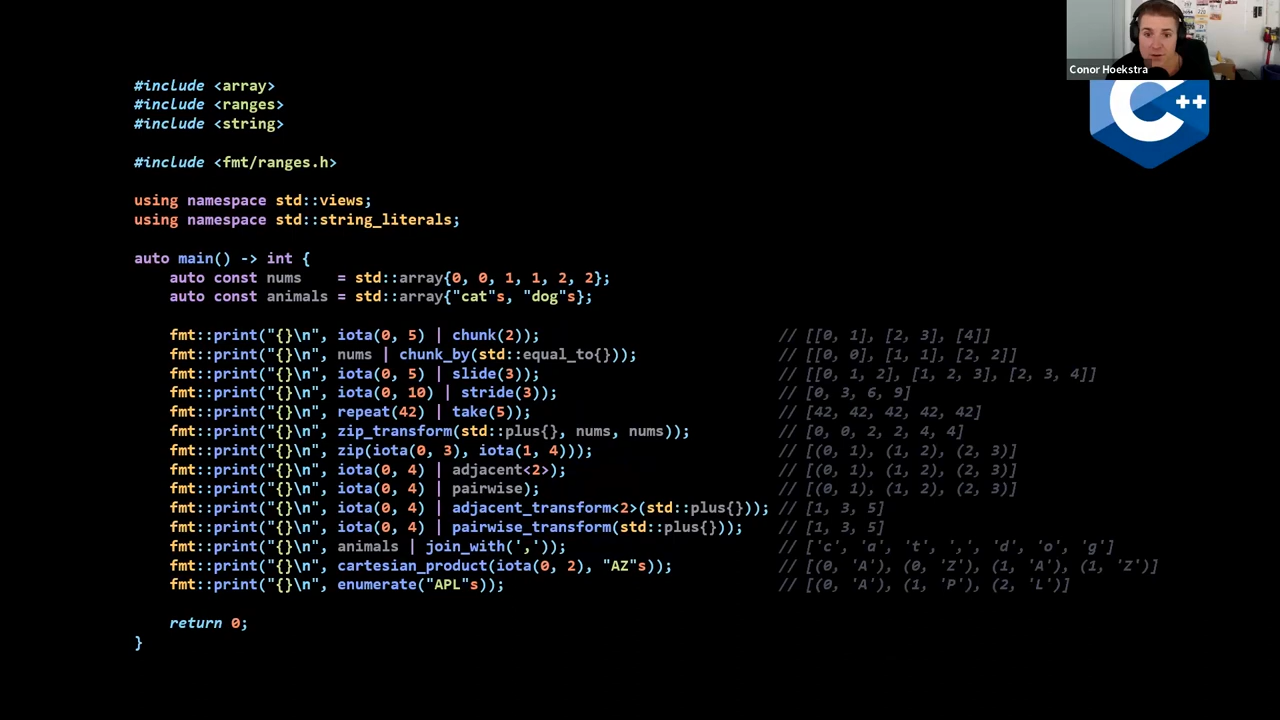 Conor Hoekstra
C++
#include <array>
#include <ranges>
#include <string>
#include <fmt/ranges.h>
using namespace std::views;
using namespace std::string_literals;
auto main() -> int {
auto const nums = std::array{0, 0, 1, 1, 2, 2};
auto const animals = std::array{"cat"s, "dog"s};
fmt::print("{}\n", iota(0, 5) | chunk(2)); // [[0, 1], [2, 3], [4]]
fmt::print("{}\n", nums | chunk_by(std::equal_to{})); // [[0, 0], [1, 1], [2, 2]]
fmt::print("{}\n", iota(0, 5) | slide(3)); // [[0, 1, 2], [1, 2, 3], [2, 3, 4]]
fmt::print("{}\n", iota(0, 10) | stride(3)); // [0, 3, 6, 9]
fmt::print("{}\n", repeat(42) | take(5)); // [42, 42, 42, 42, 42]
fmt::print("{}\n", zip_transform(std::plus{}, nums, nums)); // [0, 0, 2, 2, 4, 4]
fmt::print("{}\n", zip(iota(0, 3), iota(1, 4))); // [(0, 1), (1, 2), (2, 3)]
fmt::print("{}\n", iota(0, 4) | adjacent<2>); // [(0, 1), (1, 2), (2, 3)]
fmt::print("{}\n", iota(0, 4) | pairwise); // [(0, 1), (1, 2), (2, 3)]
fmt::print("{}\n", iota(0, 4) | adjacent_transform<2>(std::plus{})); // [1, 3, 5]
fmt::print("{}\n", iota(0, 4) | pairwise_transform(std::plus{})); // [1, 3, 5]
fmt::print("{}\n", animals | join_with(',')); // ['c', 'a', 't', ',', 'd', 'o', 'g']
fmt::print("{}\n", cartesian_product(iota(0, 2), "AZ"s)); // [(0, 'A'), (0, 'Z'), (1, 'A'), (1, 'Z')]
fmt::print("{}\n", enumerate("APL"s)); // [(0, 'A'), (1, 'P'), (2, 'L')]
return 0;
}